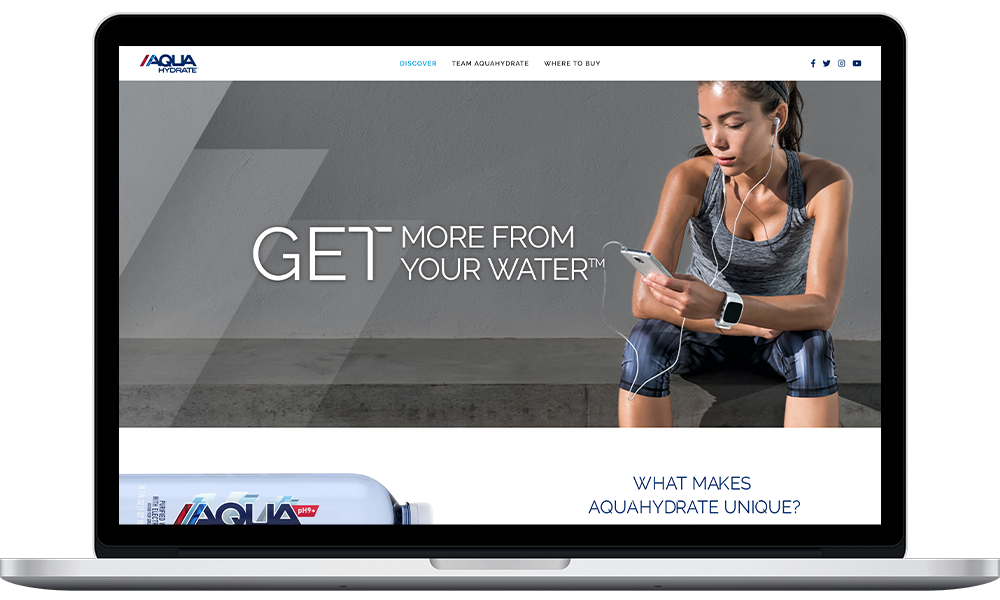 AQUA
HYDRATE
DISCOVER
TEAM AQUAHYDRATE
WHERE TO BUY
GET
MORE FROM
YOUR WATER™
WHAT MAKES
AQUAHYDRATE UNIQUE?
AQUA
pH9+